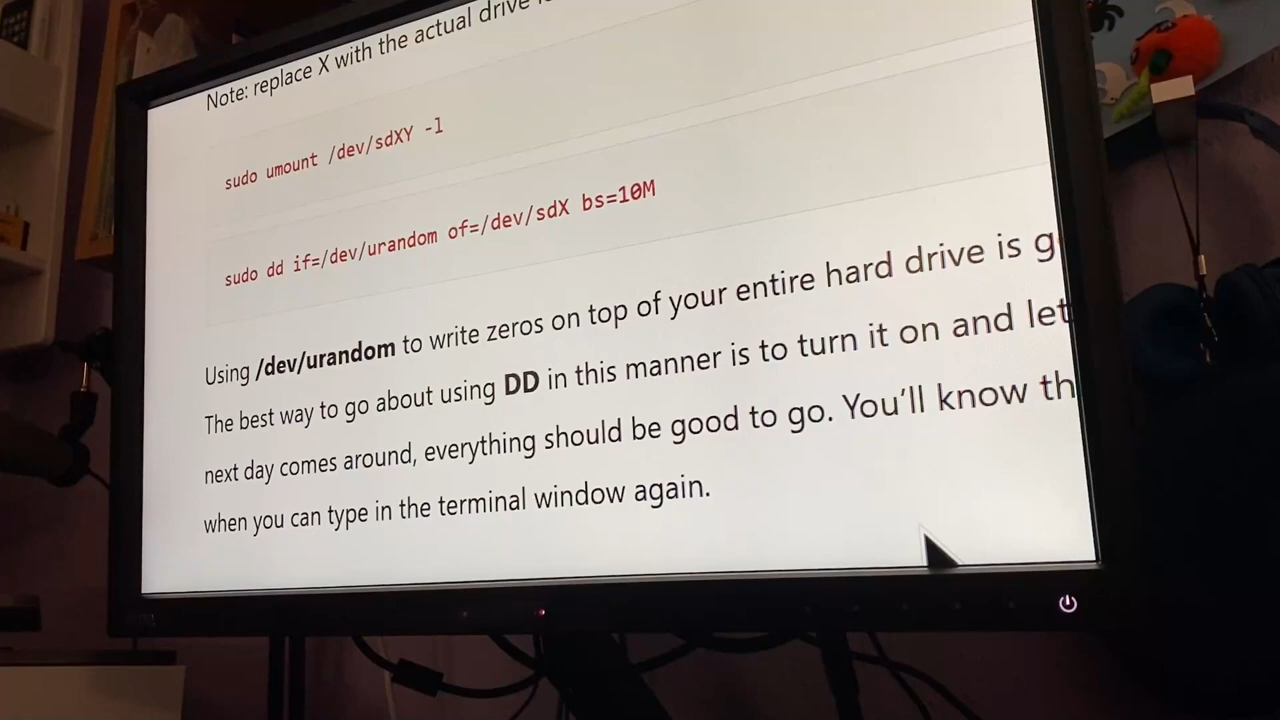 Note: replace X with the actual drive
sudo umount /dev/sdXY -l
sudo dd if=/dev/urandom of=/dev/sdX bs=10M
Using /dev/urandom to write zeros on top of your entire hard drive is g
The best way to go about using DD in this manner is to turn it on and let
next day comes around, everything should be good to go. You’ll know th
when you can type in the terminal window again.